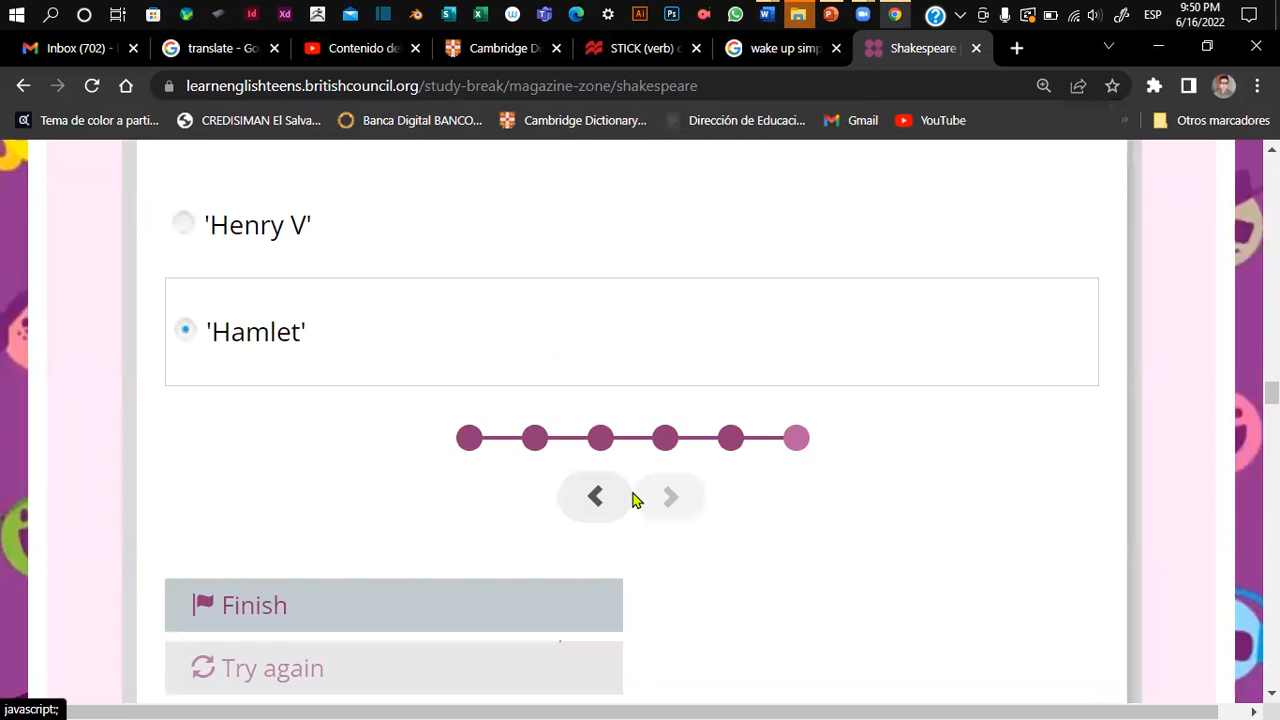 9:50 PM
ESP
6/16/2022
Inbox (702) -
translate - Go
Contenido de
Cambridge Di
STICK (verb) c
wake up simp
Shakespeare
learnenglishteens.britishcouncil.org/study-break/magazine-zone/shakespeare
Tema de color a parti...
CREDISIMAN El Salva...
Banca Digital BANCO...
Cambridge Dictionary...
Dirección de Educaci...
Gmail
YouTube
»
Otros marcadores
'Henry V'
'Hamlet'
Finish
Try again
javascript:;